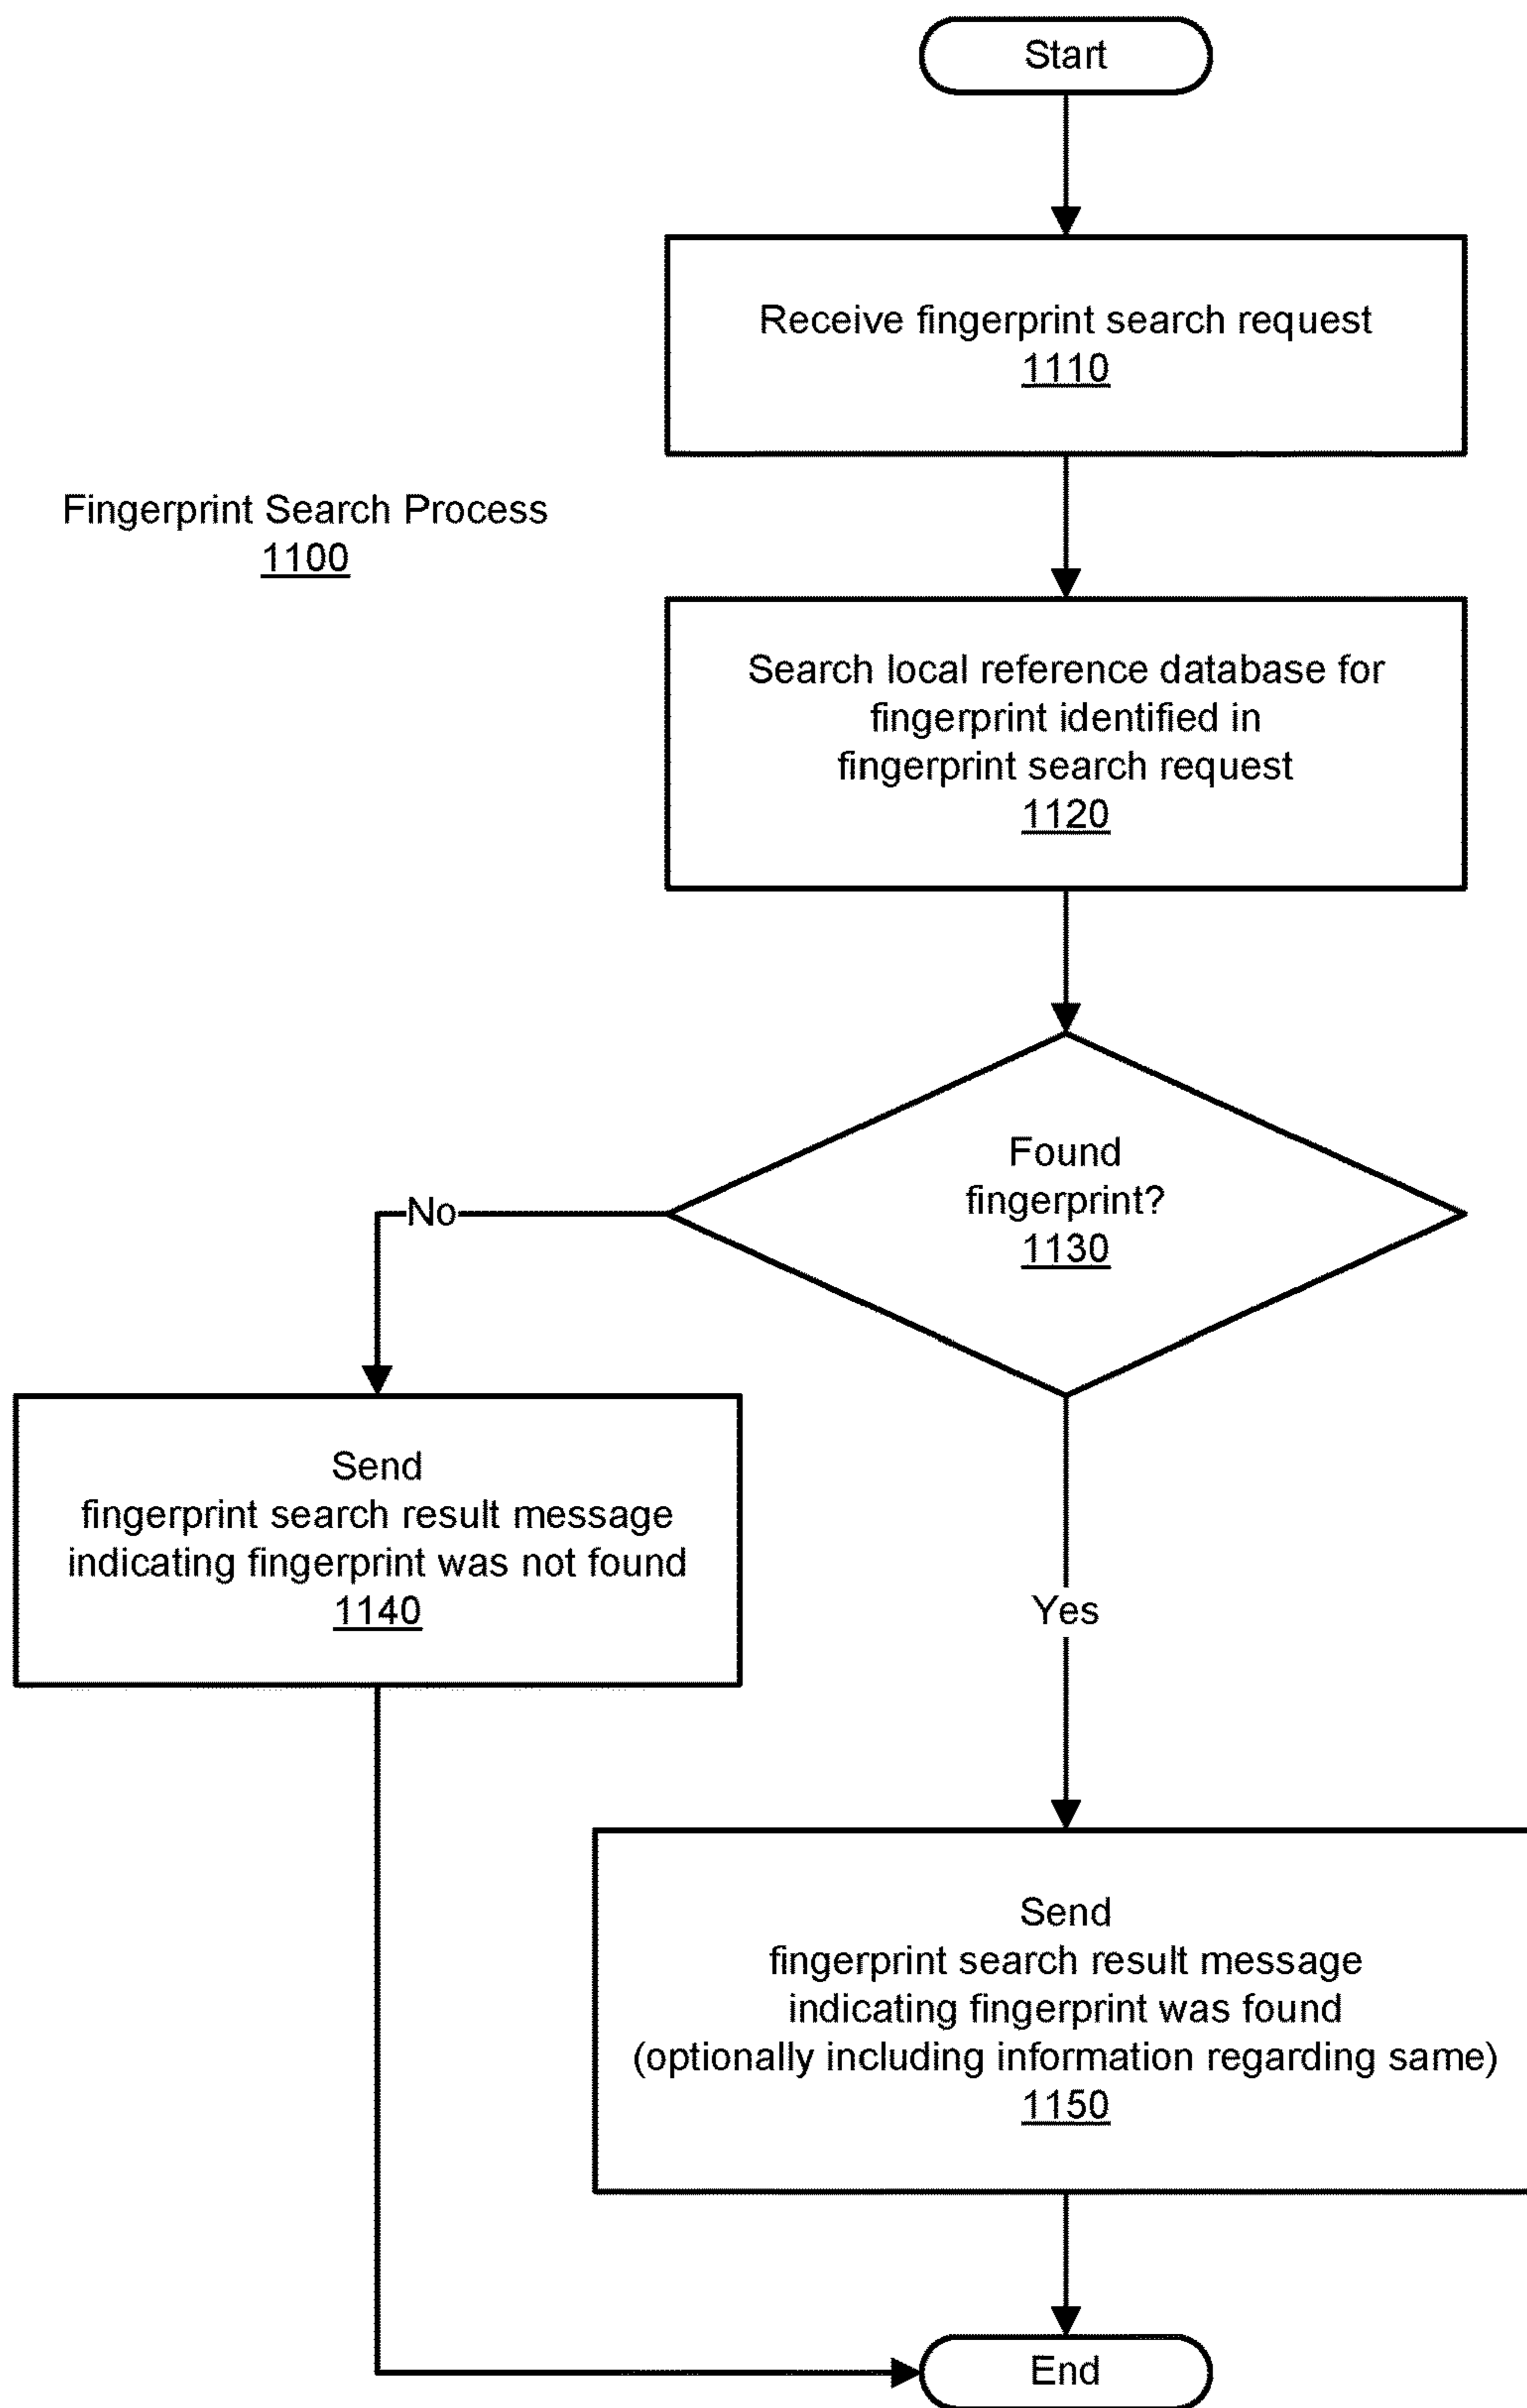 Start
Receive fingerprint search request
1110
Fingerprint Search Process
1100
Search local reference database for
fingerprint identified in
fingerprint search request
1120
Found
fingerprint?
1130
No
Send
fingerprint search result message
indicating fingerprint was not found
1140
Yes
Send
fingerprint search result message
indicating fingerprint was found
(optionally including information regarding same)
1150
End